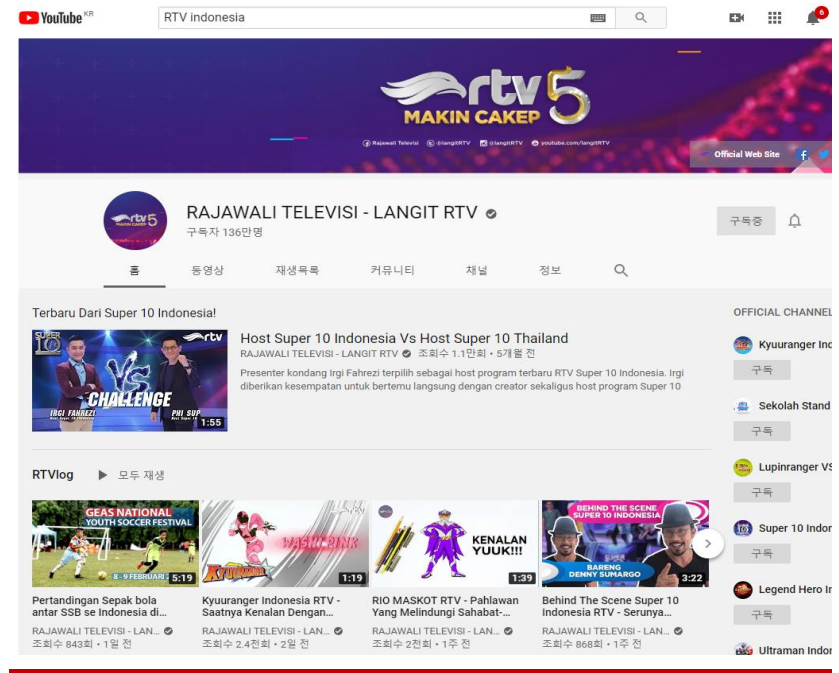 YouTube KR
RTV indonesia
6
rtv 5
MAKIN CAKEP
Rajawali Televisi @langitRTV @langitRTV youtube.com/langitRTV
Official Web Site
rtv 5
MAKIN CAKEP
RAJAWALI TELEVISI - LANGIT RTV
구독자 136만명
구독중
홈 동영상 재생목록 커뮤니티 채널 정보
Terbaru Dari Super 10 Indonesia!
SUPER 10
rtv
VS
CHALLENGE
IRGI FAHREZI
PHI SUP
1:55
Host Super 10 Indonesia Vs Host Super 10 Thailand
RAJAWALI TELEVISI - LANGIT RTV 조회수 1.1만회 • 5개월 전
Presenter kondang Irgi Fahrezi terpilih sebagai host program terbaru RTV Super 10 Indonesia. Irgi
diberikan kesempatan untuk bertemu langsung dengan creator sekaligus host program Super 10
RTVlog ▶ 모두 재생
GEAS NATIONAL
YOUTH SOCCER FESTIVAL
8 - 9 FEBRUARI
5:19
Pertandingan Sepak bola
antar SSB se Indonesia di...
RAJAWALI TELEVISI - LAN...
조회수 843회 • 1일 전
WASHI PINK
1:19
Kyuuranger Indonesia RTV -
Saatnya Kenalan Dengan...
RAJAWALI TELEVISI - LAN...
조회수 2.4천회 • 2일 전
KENALAN
YUUK!!!
1:39
RIO MASKOT RTV - Pahlawan
Yang Melindungi Sahabat-...
RAJAWALI TELEVISI - LAN...
조회수 2천회 • 1주 전
BEHIND THE SCENE
SUPER 10 INDONESIA
BARENG
DENNY SUMARGO
3:22
Behind The Scene Super 10
Indonesia RTV - Serunya...
RAJAWALI TELEVISI - LAN...
조회수 868회 • 1주 전
OFFICIAL CHANNEL
Kyuuranger Ind
구독
Sekolah Stand
구독
Lupinranger VS
구독
Super 10 Indor
구독
Legend Hero Ir
구독
Ultraman Indor